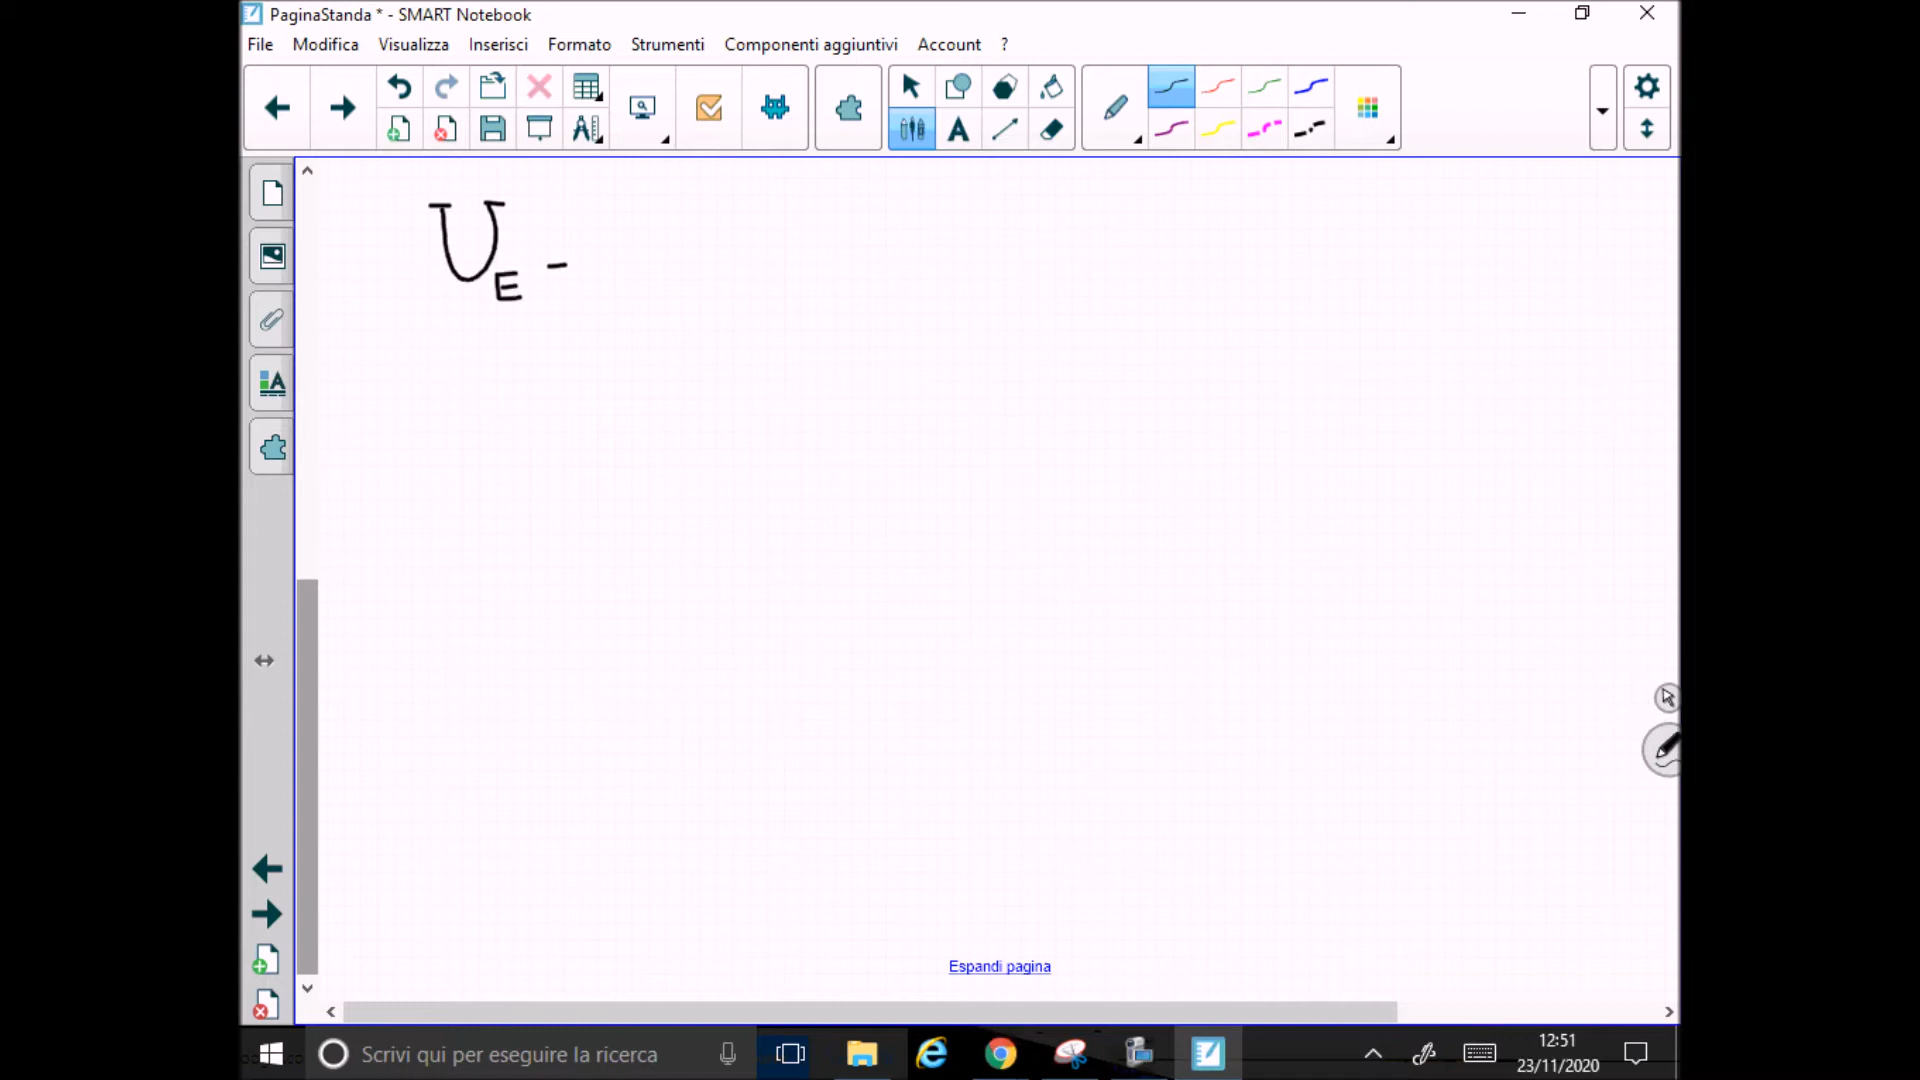 PaginaStanda * - SMART Notebook
File Modifica Visualizza Inserisci Formato Strumenti Componenti aggiuntivi Account ?
U_E -
Espandi pagina
Scrivi qui per eseguire la ricerca
12:51
23/11/2020